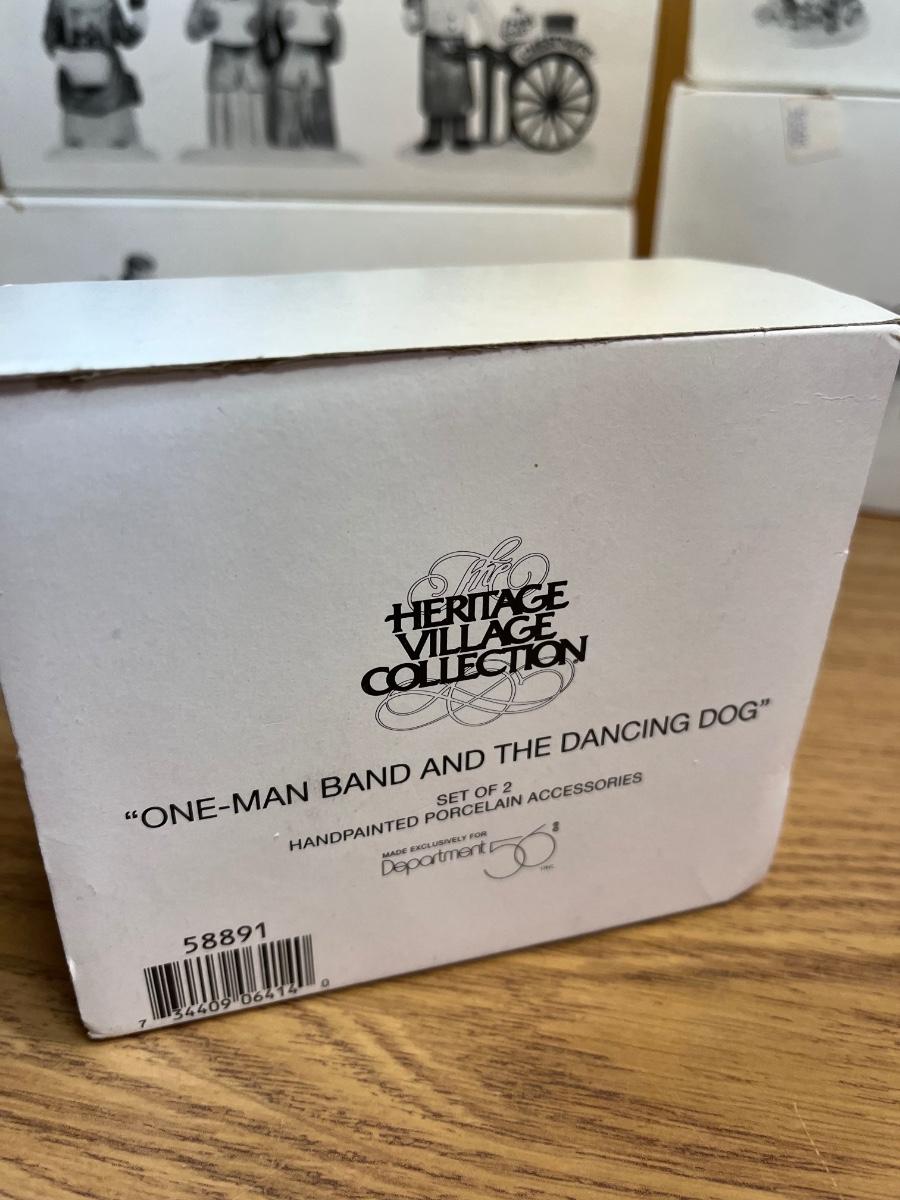 The
HERITAGE
VILLAGE
COLLECTION
“ONE-MAN BAND AND THE DANCING DOG”
SET OF 2
HANDPAINTED PORCELAIN ACCESSORIES
MADE EXCLUSIVELY FOR
Department 56®
INC.
58891
7 34409 06414 0